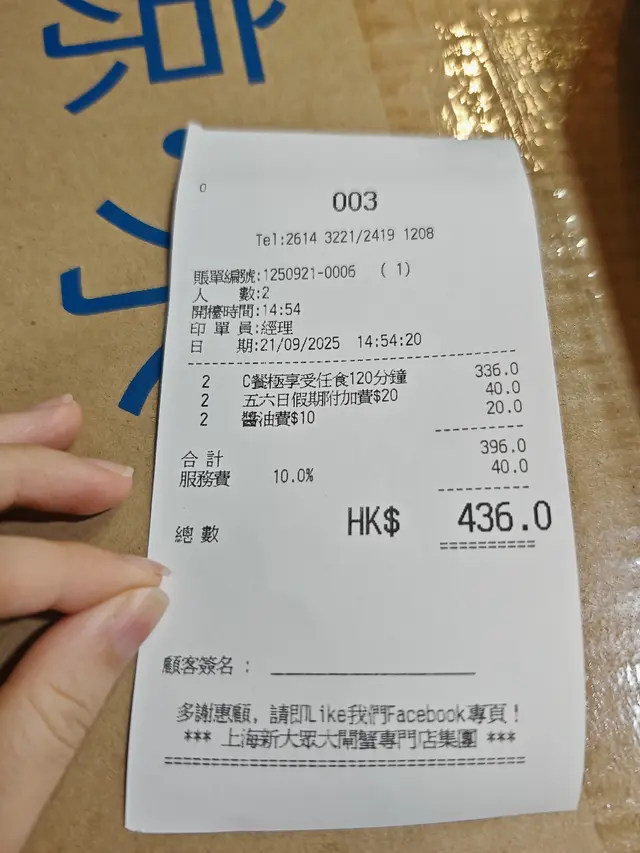 0
003
Tel:2614 3221/2419 1208
賬單編號:1250921-0006 ( 1)
人 數:2
開檯時間:14:54
印 單 員:經理
日 期:21/09/2025 14:54:20
2 C餐極享受任食120分鐘 336.0
2 五六日假期附加費$20 40.0
2 醬油費$10 20.0
合 計 396.0
服務費 10.0% 40.0
總 數 HK$ 436.0
顧客簽名 :
多謝惠顧, 請即Like我們Facebook專頁!
*** 上海新大眾大閘蟹專門店集團 ***